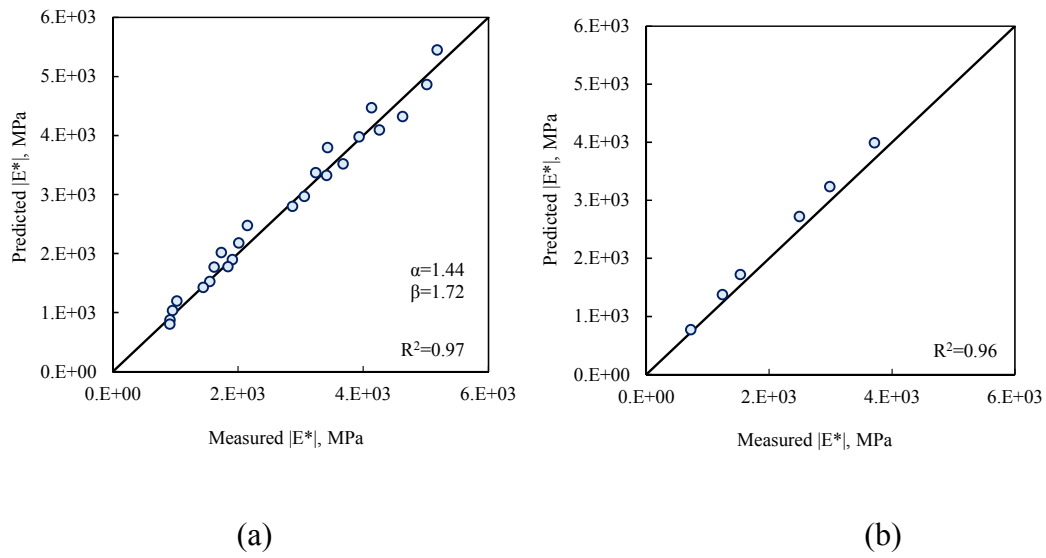 6.E+03
5.E+03
4.E+03
3.E+03
2.E+03
1.E+03
0.E+00
Predicted |E*|, MPa
α=1.44
β=1.72
R²=0.97
0.E+00 2.E+03 4.E+03 6.E+03
Measured |E*|, MPa
(a)
6.E+03
5.E+03
4.E+03
3.E+03
2.E+03
1.E+03
0.E+00
Predicted |E*|, MPa
R²=0.96
0.E+00 2.E+03 4.E+03 6.E+03
Measured |E*|, MPa
(b)